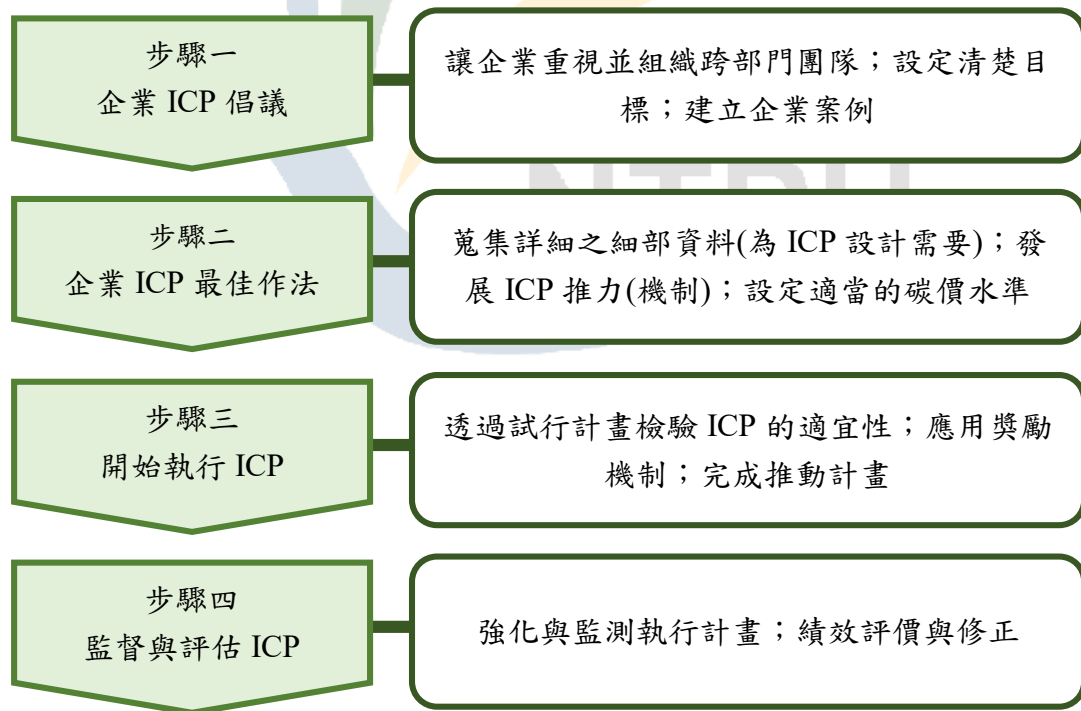 步驟一
企業 ICP 倡議
讓企業重視並組織跨部門團隊；設定清楚目
標；建立企業案例
步驟二
企業 ICP 最佳作法
蒐集詳細之細部資料(為 ICP 設計需要)；發
展 ICP 推力(機制)；設定適當的碳價水準
步驟三
開始執行 ICP
透過試行計畫檢驗 ICP 的適宜性；應用獎勵
機制；完成推動計畫
步驟四
監督與評估 ICP
強化與監測執行計畫；績效評價與修正